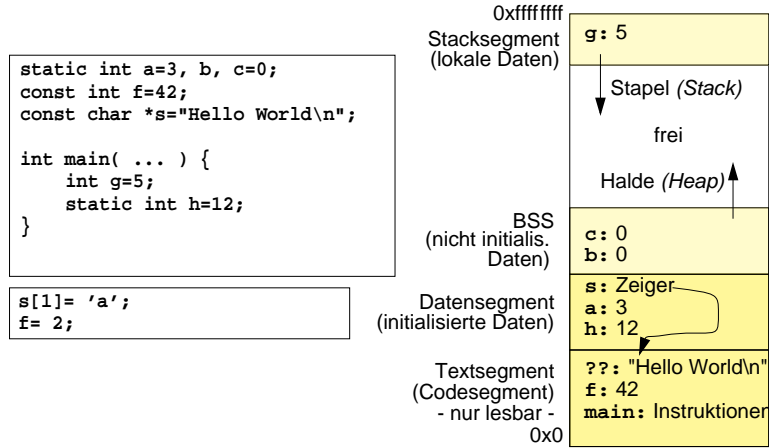 static int a=3, b, c=0;
const int f=42;
const char *s="Hello World\n";
int main( ... ) {
int g=5;
static int h=12;
}
s[1]= ’a’;
f= 2;
0xffffffff
Stacksegment
(lokale Daten)
g: 5
Stapel (Stack)
frei
Halde (Heap)
BSS
(nicht initialis.
Daten)
c: 0
b: 0
Datensegment
(initialisierte Daten)
s: Zeiger
a: 3
h: 12
Textsegment
(Codesegment)
- nur lesbar -
0x0
??: "Hello World\n"
f: 42
main: Instruktionen